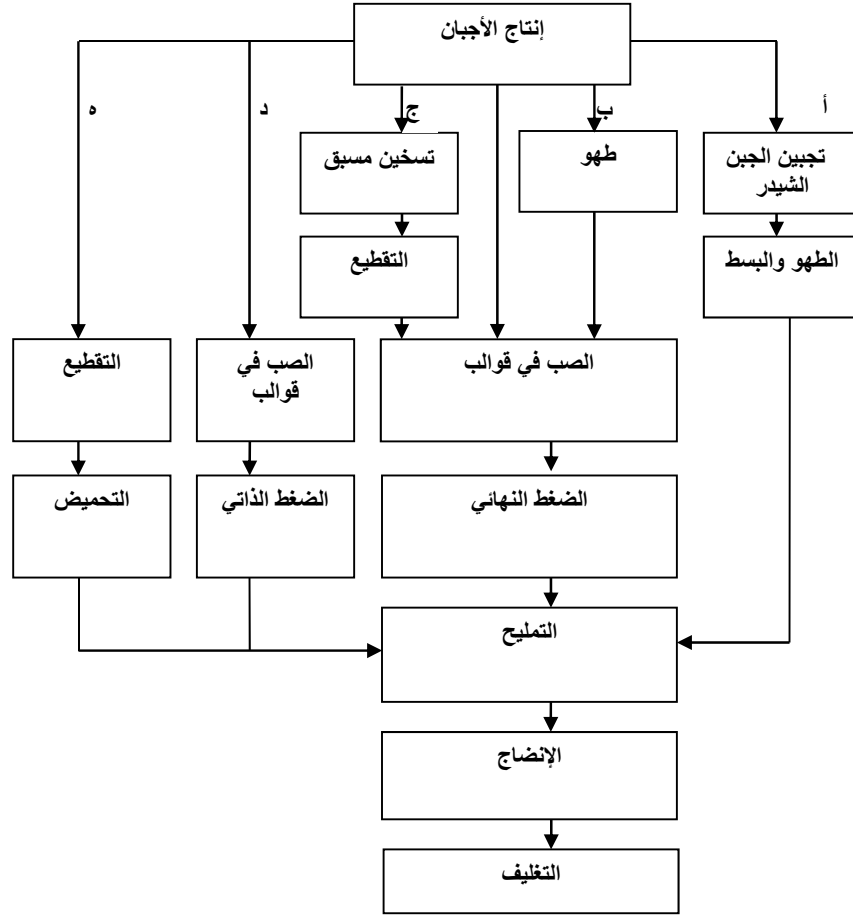 إنتاج الأجبان
أ
ب
ج
د
ه
تجبين الجبن
الشيدر
طهو
تسخين مسبق
الطهو والبسط
التقطيع
الصب في قوالب
الصب في
قوالب
التقطيع
الضغط النهائي
الضغط الذاتي
التحميض
التمليح
الإنضاج
التغليف